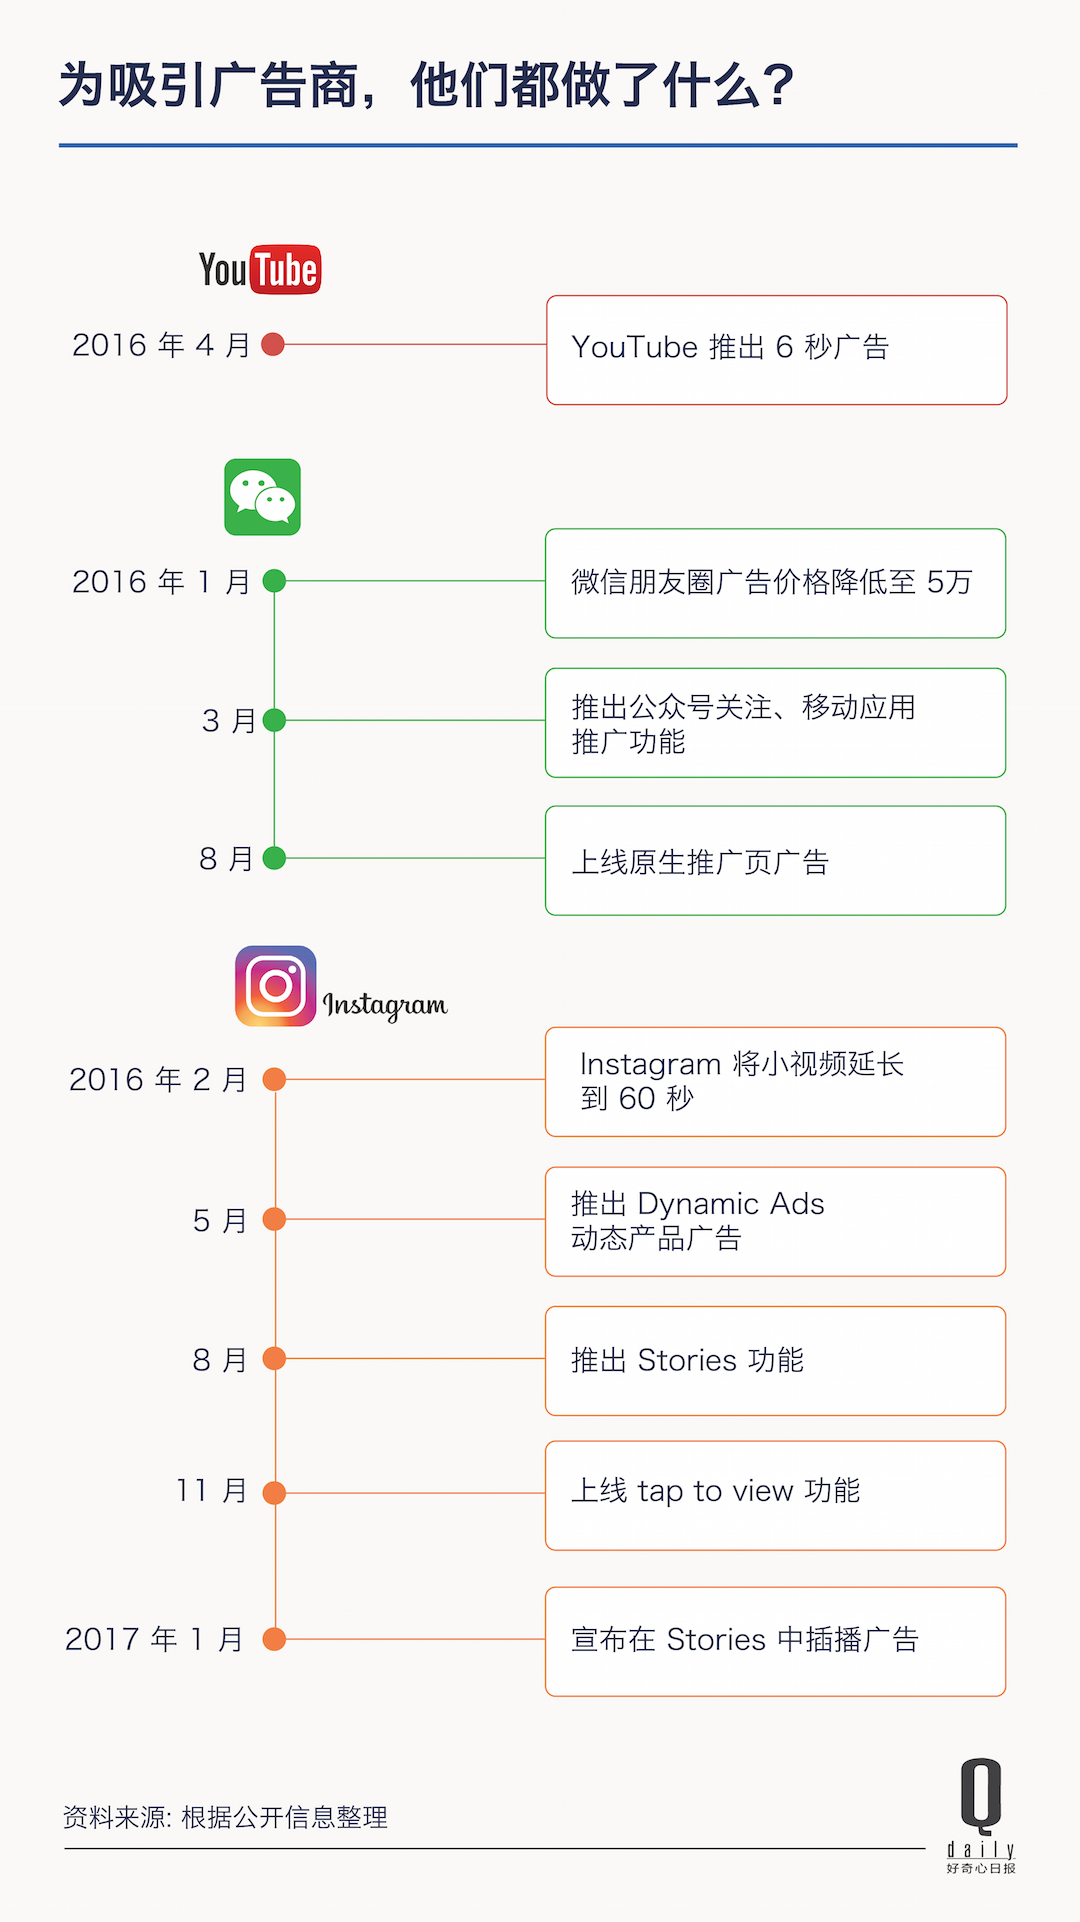 为吸引广告商，他们都做了什么？
YouTube
2016 年 4 月
YouTube 推出 6 秒广告
2016 年 1 月
微信朋友圈广告价格降低至 5万
3 月
推出公众号关注、移动应用
推广功能
8 月
上线原生推广页广告
Instagram
2016 年 2 月
Instagram 将小视频延长
到 60 秒
5 月
推出 Dynamic Ads
动态产品广告
8 月
推出 Stories 功能
11 月
上线 tap to view 功能
2017 年 1 月
宣布在 Stories 中插播广告
资料来源: 根据公开信息整理
Q
daily
好奇心日报